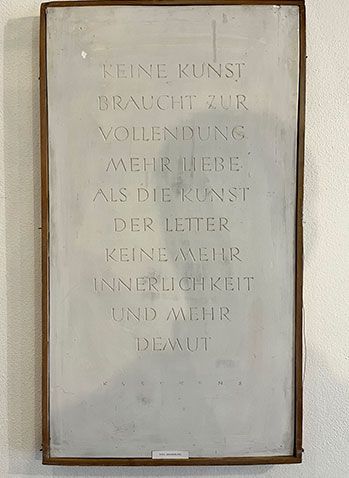 KEINE KUNST
BRAUCHT ZUR
VOLLENDUNG
MEHR LIEBE
ALS DIE KUNST
DER LETTER
KEINE MEHR
INNERLICHKEIT
UND MEHR
DEMUT